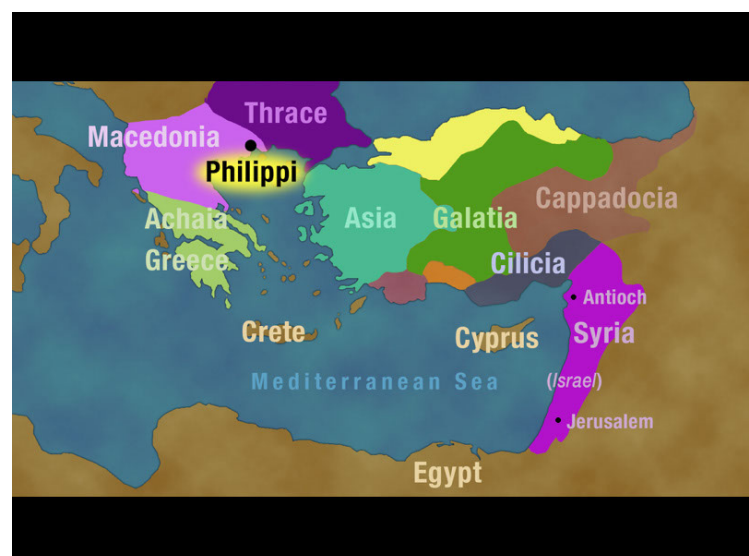 Thrace
Macedonia
Philippi
Achaia
Asia
Galatia
Cappadocia
Greece
Cilicia
Antioch
Crete
Cyprus
Syria
Mediterranean Sea
(Israel)
Jerusalem
Egypt